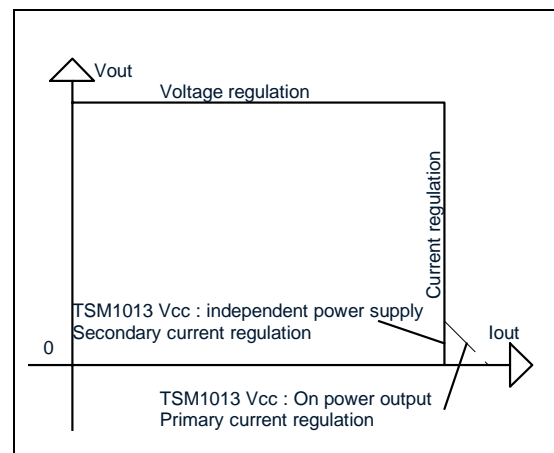 Vout
Voltage regulation
Current regulation
TSM1013 Vcc : independent power supply
Secondary current regulation
0
Iout
TSM1013 Vcc : On power output
Primary current regulation